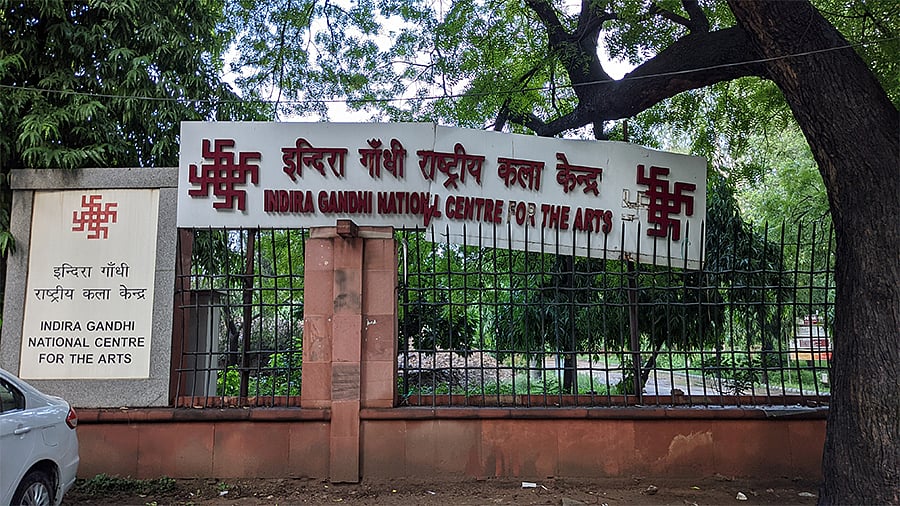 इन्दिरा गाँधी राष्ट्रीय कला केन्द्र
INDIRA GANDHI NATIONAL CENTRE FOR THE ARTS
इन्दिरा गाँधी
राष्ट्रीय कला केन्द्र
INDIRA GANDHI
NATIONAL CENTRE
FOR THE ARTS